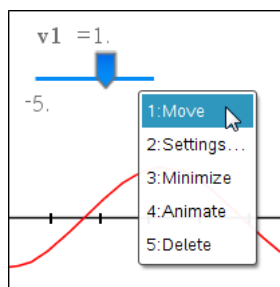 v1 =1.
-5.
1:Move
2:Settings...
3:Minimize
4:Animate
5:Delete